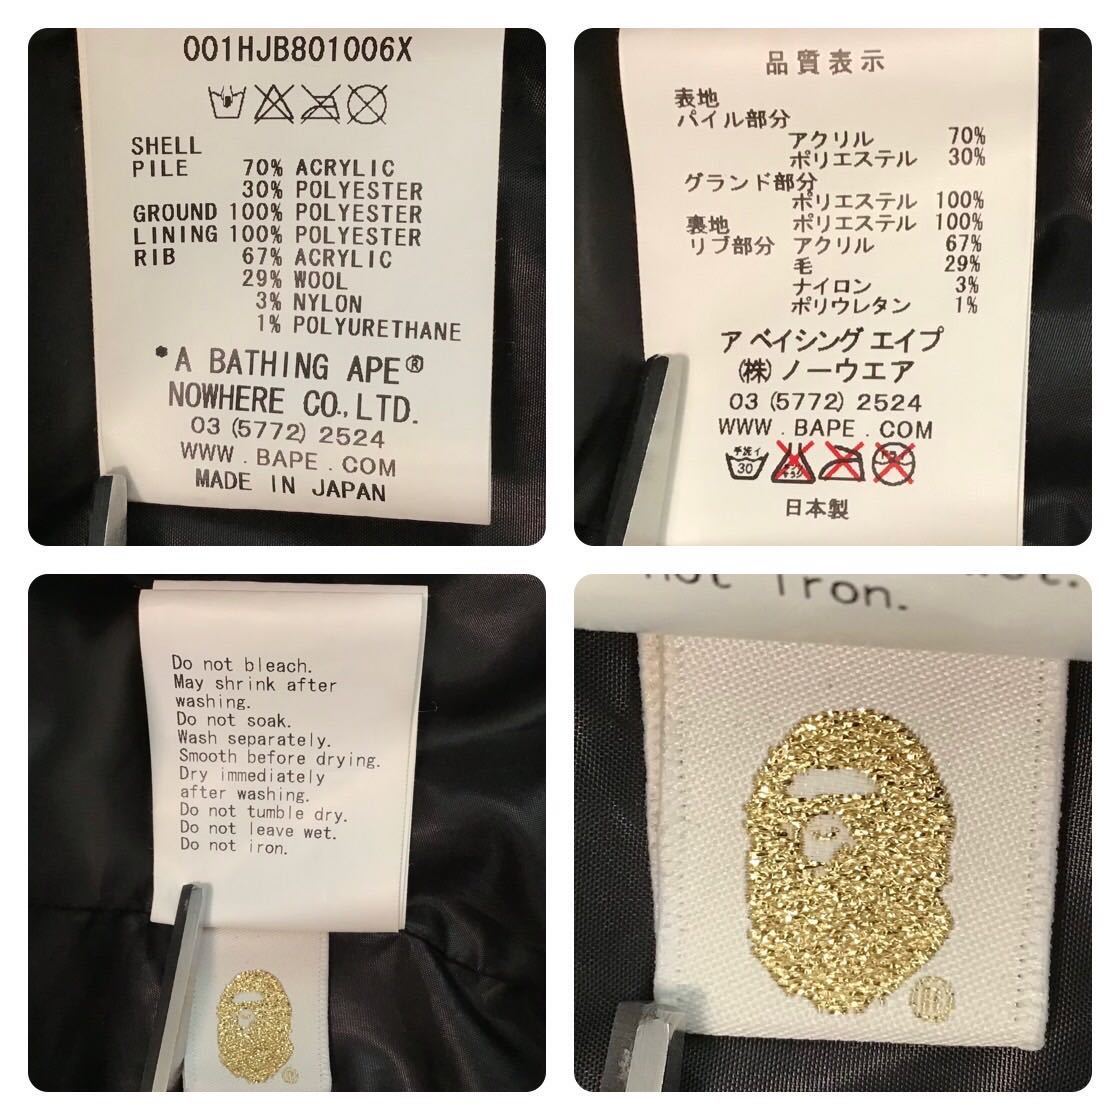 001HJB801006X
SHELL
PILE 70% ACRYLIC
30% POLYESTER
GROUND 100% POLYESTER
LINING 100% POLYESTER
RIB 67% ACRYLIC
29% WOOL
3% NYLON
1% POLYURETHANE
A BATHING APE®
NOWHERE CO., LTD.
03 (5772) 2524
WWW . BAPE . COM
MADE IN JAPAN
品質表示
表地
パイル部分
アクリル 70%
ポリエステル 30%
グランド部分
ポリエステル 100%
裏地 ポリエステル 100%
リブ部分 アクリル 67%
毛 29%
ナイロン 3%
ポリウレタン 1%
ア ベイシング エイプ
(株) ノーウエア
03 (5772) 2524
WWW . BAPE . COM
手洗イ
30
日本製
Do not bleach.
May shrink after
washing.
Do not soak.
Wash separately.
Smooth before drying.
Dry immediately
after washing.
Do not tumble dry.
Do not leave wet.
Do not iron.
wet.
not iron.